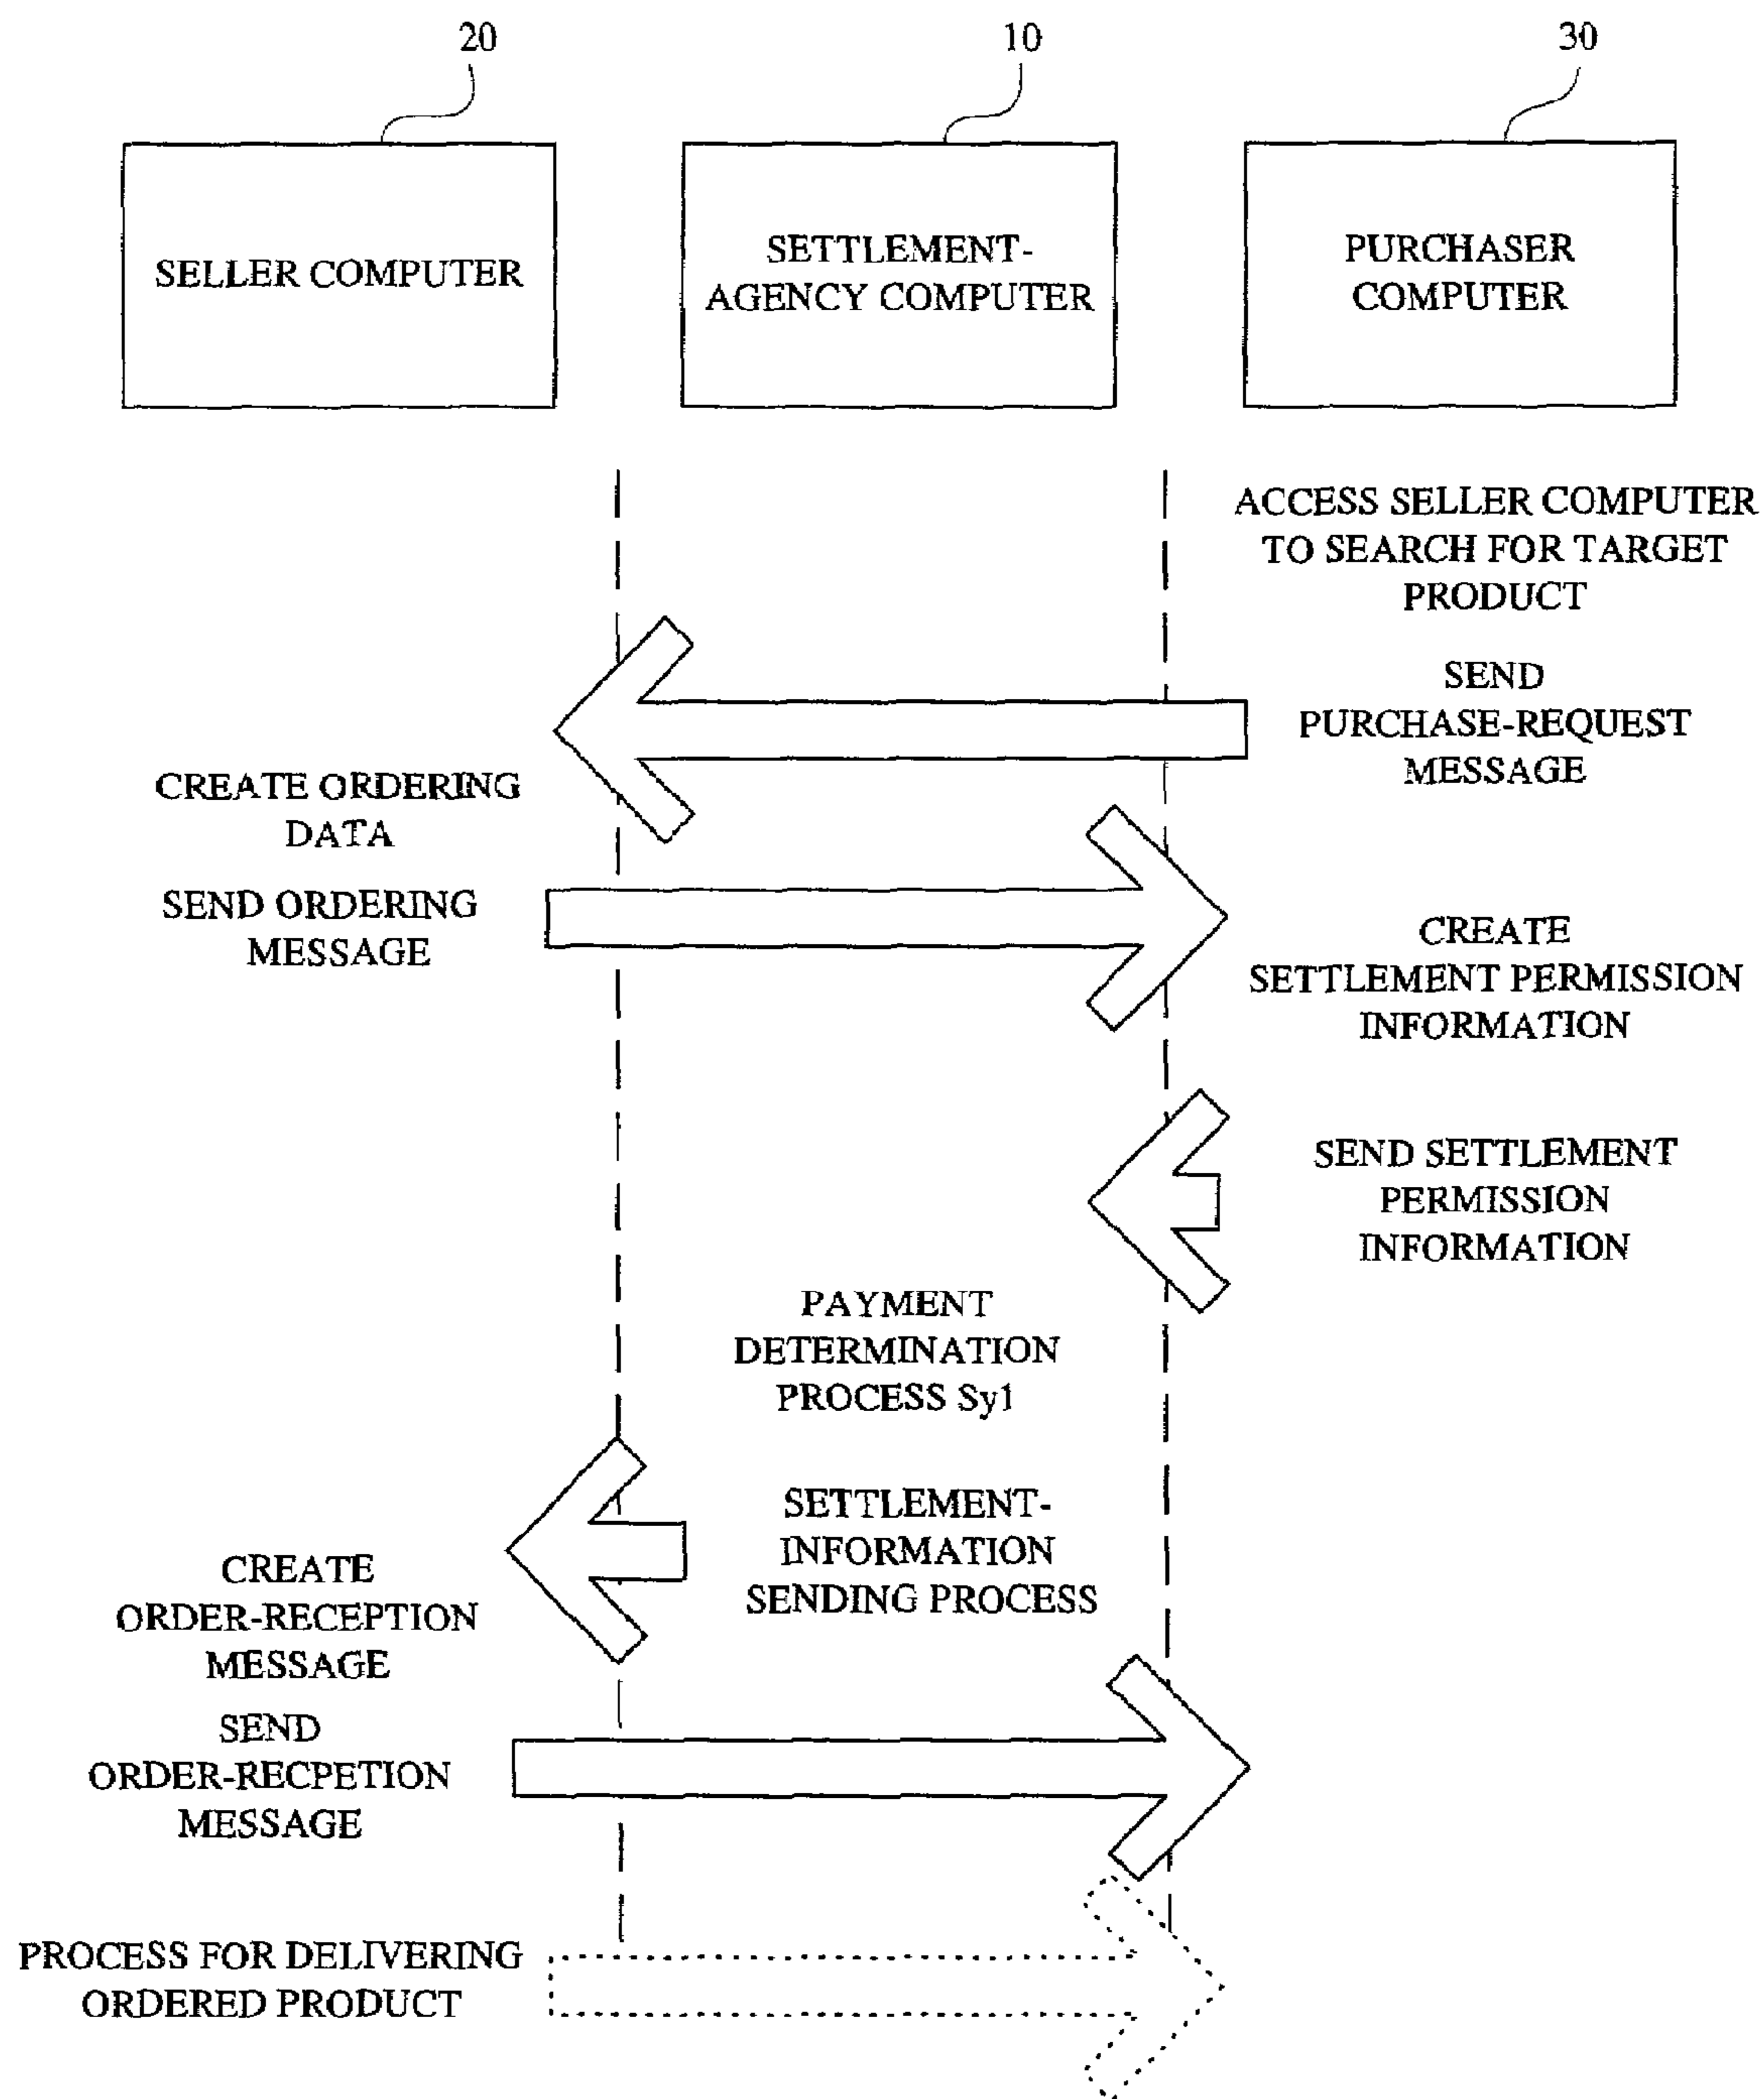 20
10
30
SELLER COMPUTER
SETTLEMENT-
AGENCY COMPUTER
PURCHASER
COMPUTER
ACCESS SELLER COMPUTER
TO SEARCH FOR TARGET
PRODUCT
SEND
PURCHASE-REQUEST
MESSAGE
CREATE ORDERING
DATA
SEND ORDERING
MESSAGE
CREATE
SETTLEMENT PERMISSION
INFORMATION
SEND SETTLEMENT
PERMISSION
INFORMATION
PAYMENT
DETERMINATION
PROCESS Sy1
SETTLEMENT-
INFORMATION
SENDING PROCESS
CREATE
ORDER-RECEPTION
MESSAGE
SEND
ORDER-RECPETION
MESSAGE
PROCESS FOR DELIVERING
ORDERED PRODUCT